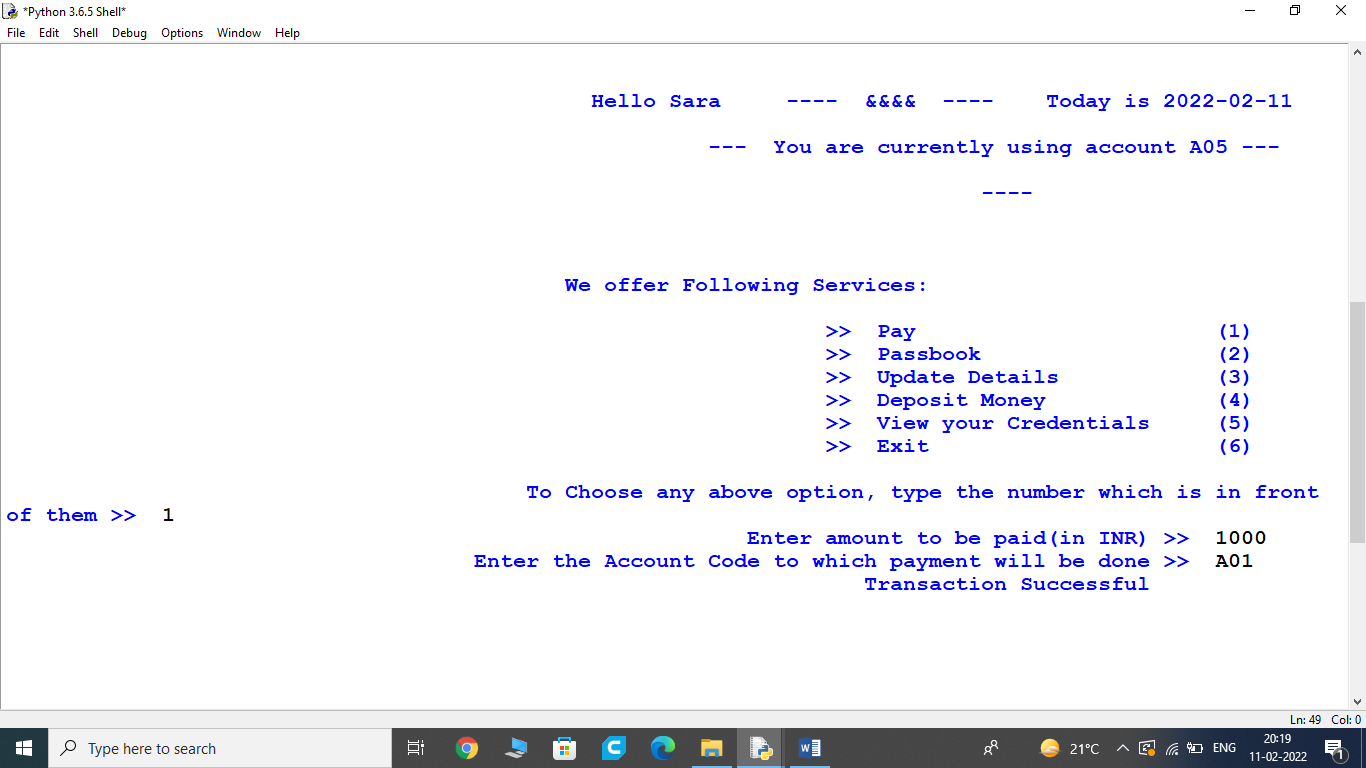 *Python 3.6.5 Shell*
File Edit Shell Debug Options Window Help
Hello Sara ---- &&&& ---- Today is 2022-02-11
--- You are currently using account A05 ---
----
We offer Following Services:
>> Pay (1)
>> Passbook (2)
>> Update Details (3)
>> Deposit Money (4)
>> View your Credentials (5)
>> Exit (6)
To Choose any above option, type the number which is in front
of them >> 1
Enter amount to be paid(in INR) >> 1000
Enter the Account Code to which payment will be done >> A01
Transaction Successful
Ln: 49 Col: 0
Type here to search
21°C
ENG
20:19
11-02-2022
1